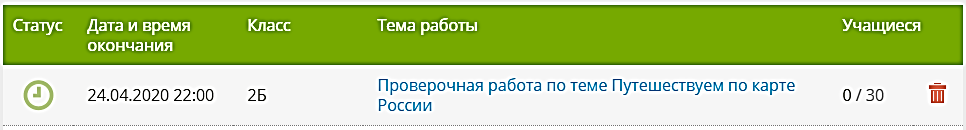 Статус Дата и время окончания Класс Тема работы Учащиеся
24.04.2020 22:00 2Б Проверочная работа по теме Путешествуем по карте России 0 / 30